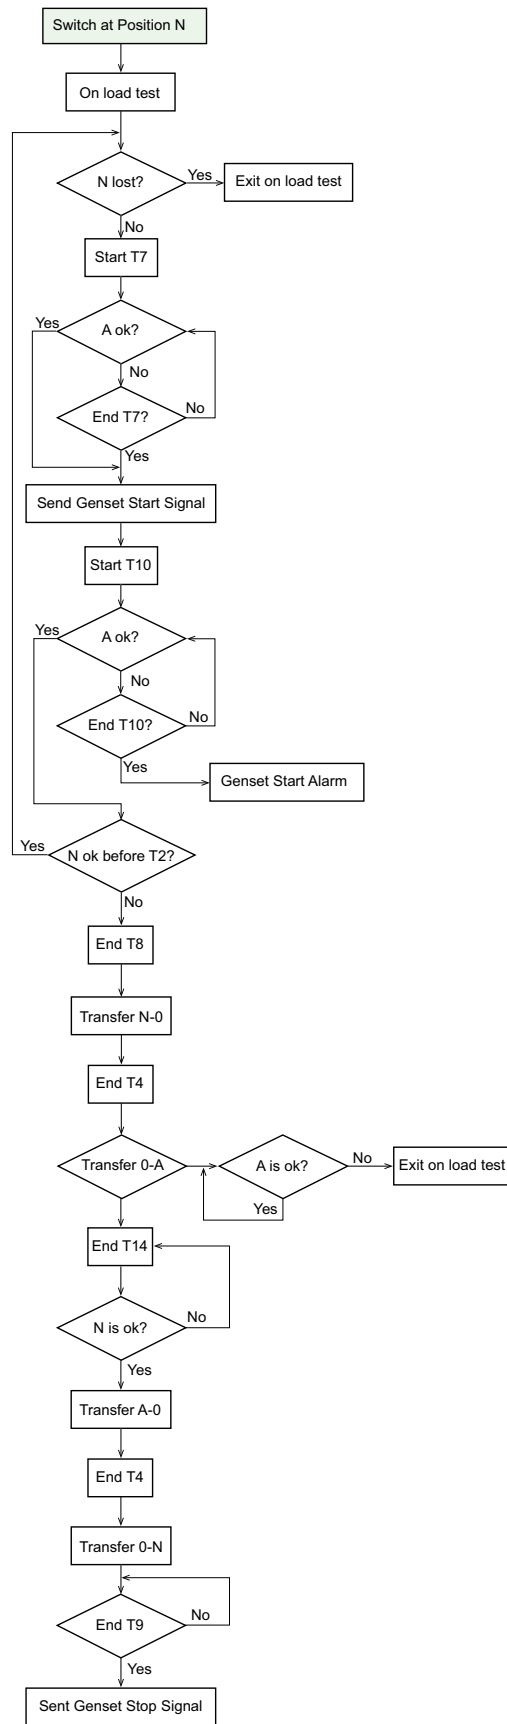 Switch at Position N
On load test
N lost?
Yes
Exit on load test
No
Start T7
Yes
A ok?
No
End T7?
No
Yes
Send Genset Start Signal
Start T10
Yes
A ok?
No
End T10?
No
Yes
Genset Start Alarm
Yes
N ok before T2?
No
End T8
Transfer N-0
End T4
Transfer 0-A
A is ok?
No
Exit on load test
Yes
End T14
N is ok?
No
Yes
Transfer A-0
End T4
Transfer 0-N
End T9
No
Yes
Sent Genset Stop Signal